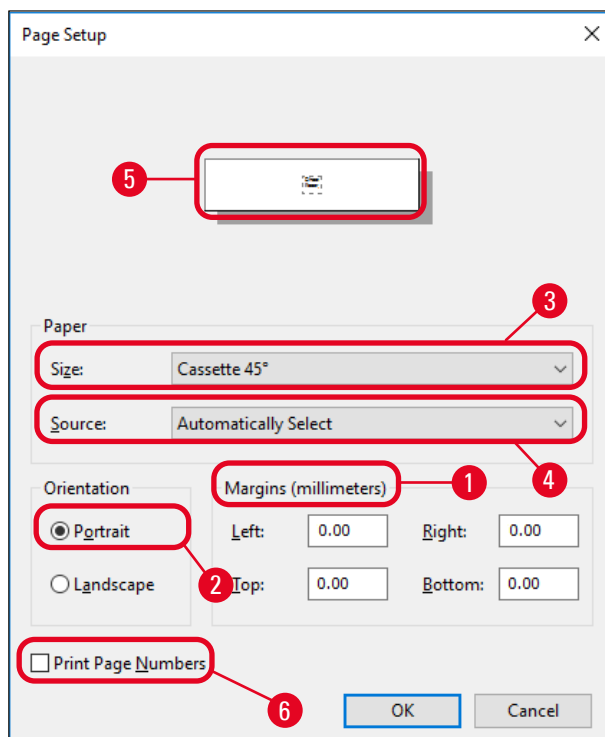 Page Setup
5
3
Paper
Size: Cassette 45°
Source: Automatically Select
4
Orientation
Margins (millimeters)
1
Portrait
Left: 0.00 Right: 0.00
2
Landscape
Top: 0.00 Bottom: 0.00
Print Page Numbers
6
OK Cancel